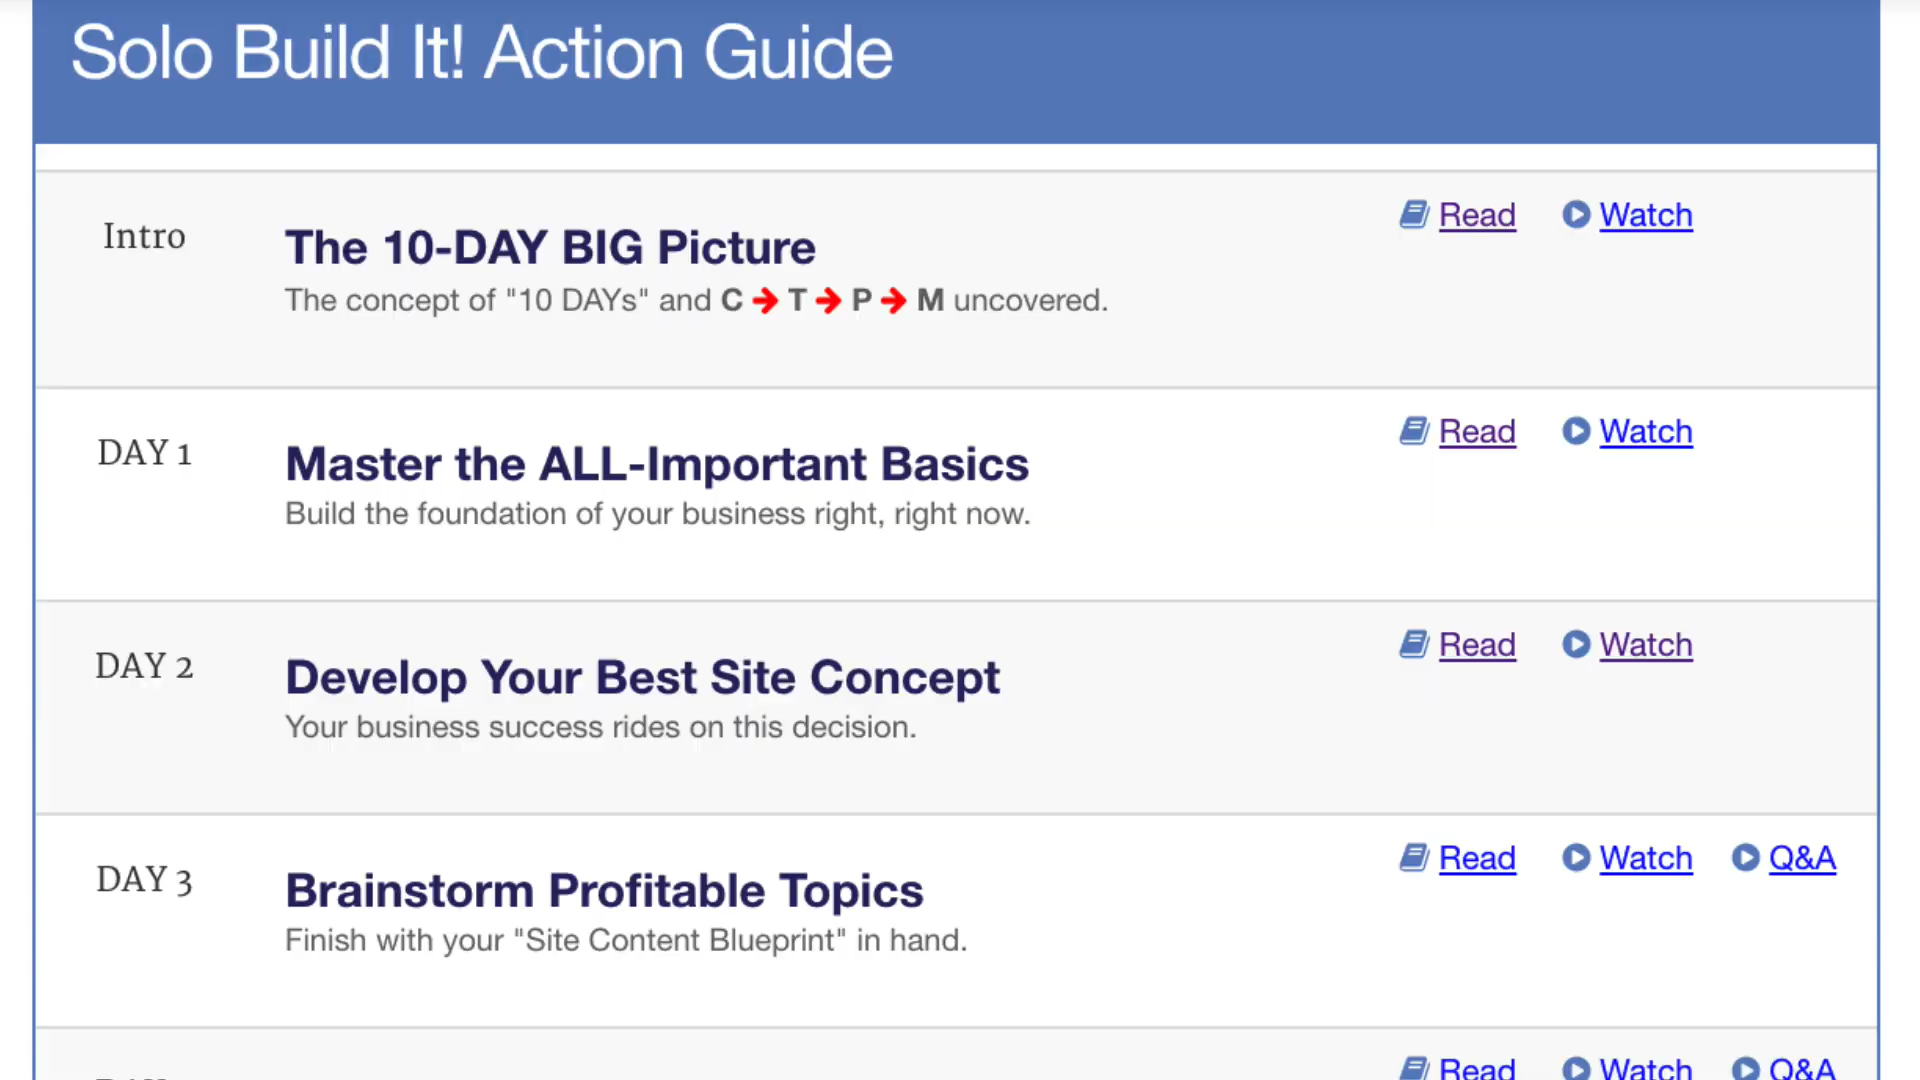 Solo Build It! Action Guide
Intro
The 10-DAY BIG Picture
The concept of "10 DAYs" and C → T → P → M uncovered.
Read Watch
DAY 1
Master the ALL-Important Basics
Build the foundation of your business right, right now.
Read Watch
DAY 2
Develop Your Best Site Concept
Your business success rides on this decision.
Read Watch
DAY 3
Brainstorm Profitable Topics
Finish with your "Site Content Blueprint" in hand.
Read Watch Q&A
Read Watch Q&A